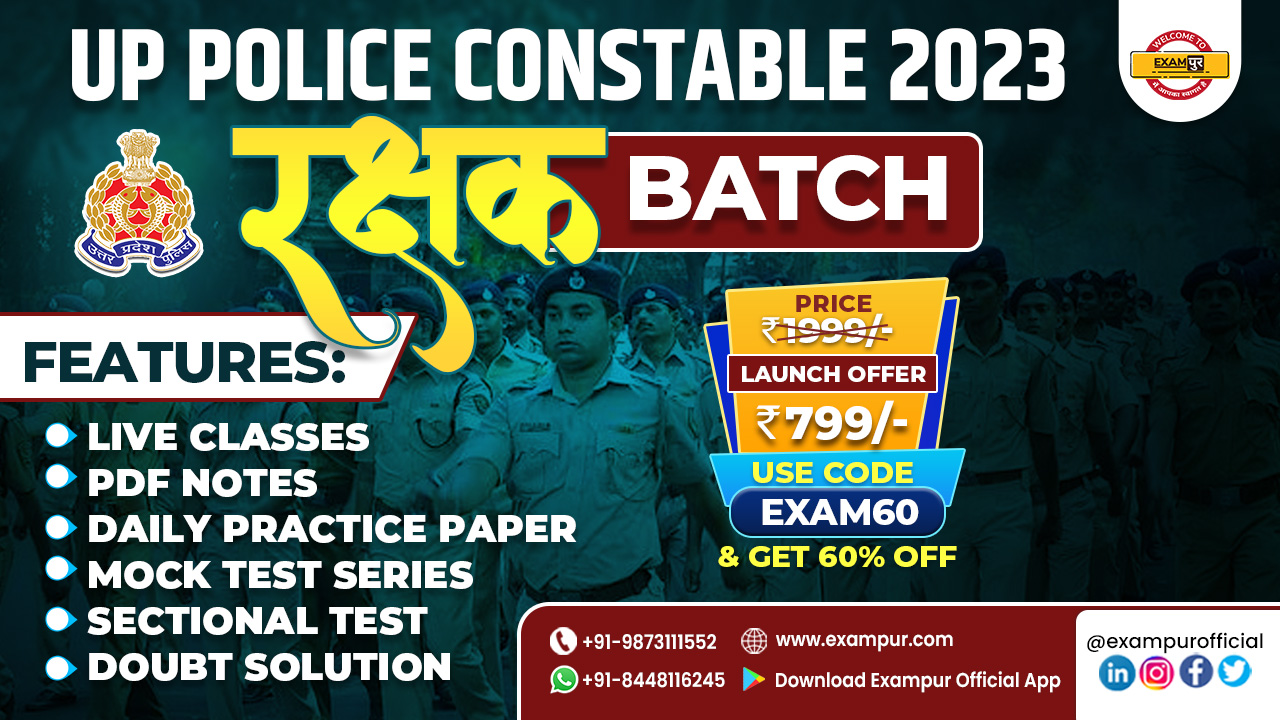 UP POLICE CONSTABLE 2023
WELCOME TO
EXAMपुर
में आपका स्वागत है
रक्षक BATCH
उत्तर प्रदेश पुलिस
FEATURES:
LIVE CLASSES
PDF NOTES
DAILY PRACTICE PAPER
MOCK TEST SERIES
SECTIONAL TEST
DOUBT SOLUTION
PRICE
₹1999/-
LAUNCH OFFER
₹799/-
USE CODE
EXAM60
& GET 60% OFF
+91-9873111552
www.exampur.com
+91-8448116245
Download Exampur Official App
@exampurofficial